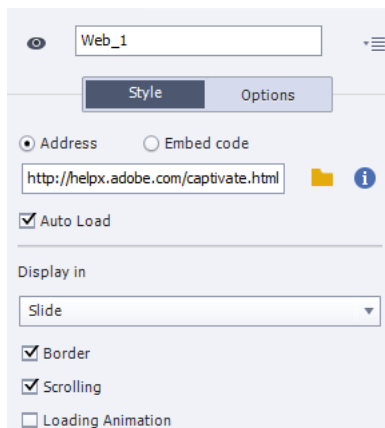 Web_1
Style Options
Address Embed code
http://helpx.adobe.com/captivate.html
Auto Load
Display in
Slide
Border
Scrolling
Loading Animation